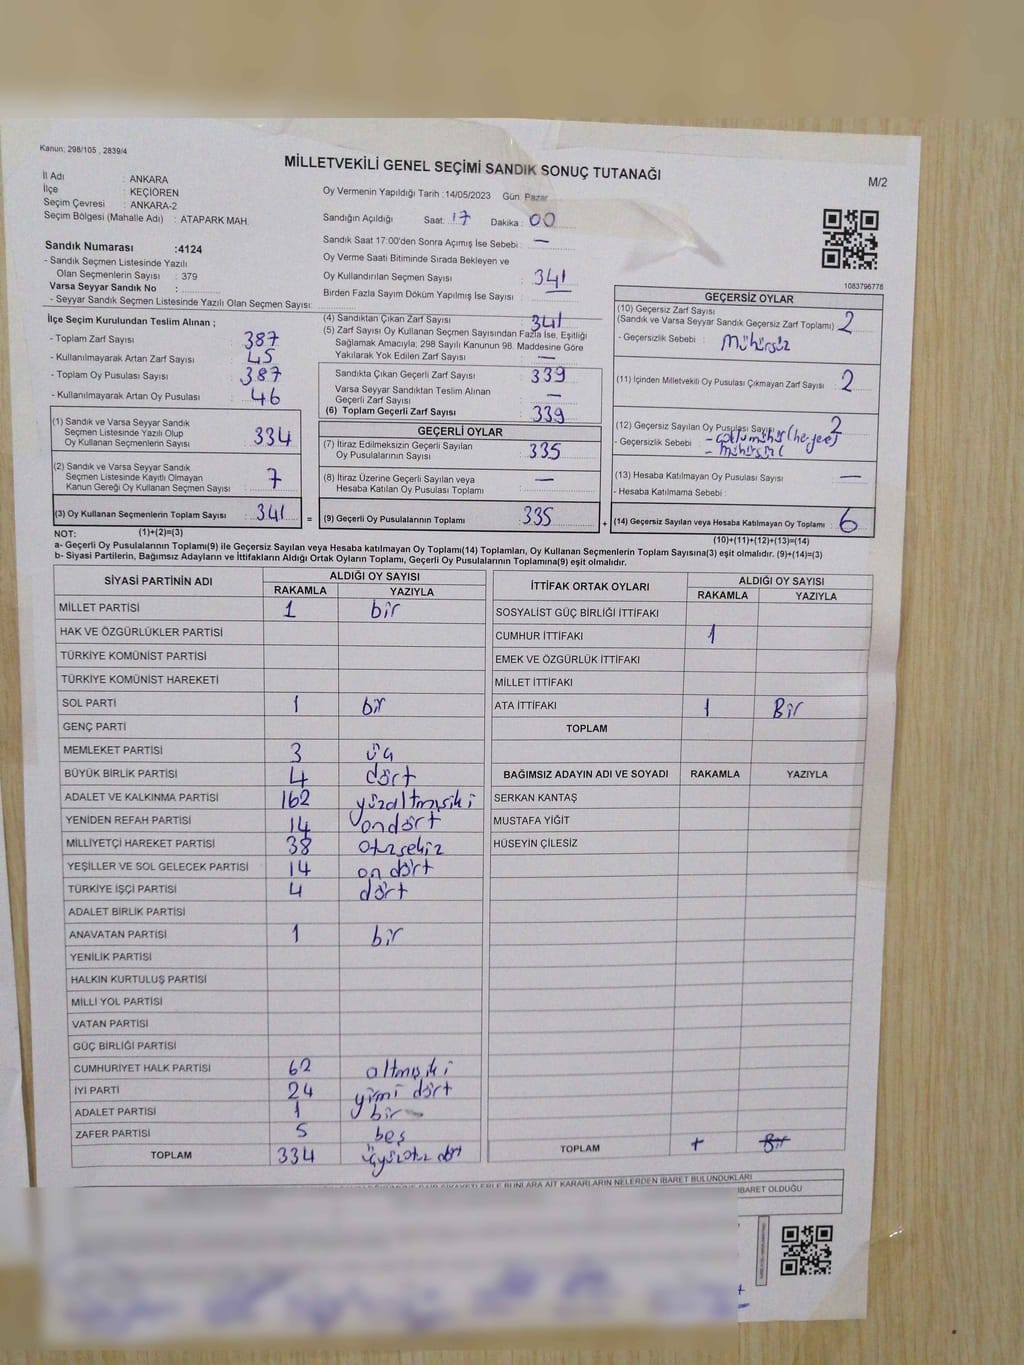 Kanun: 298/105 , 2839/4
MİLLETVEKİLİ GENEL SEÇİMİ SANDIK SONUÇ TUTANAĞI
M/2
İl Adı : ANKARA
İlçe : KEÇİÖREN
Seçim Çevresi : ANKARA-2
Seçim Bölgesi (Mahalle Adı) : ATAPARK MAH.
Oy Vermenin Yapıldığı Tarih :14/05/2023 Gün: Pazar
Sandığın Açıldığı Saat: 17 Dakika : 00
Sandık Saat 17:00'den Sonra Açılmış İse Sebebi : —
Oy Verme Saati Bitiminde Sırada Bekleyen ve
Oy Kullandırılan Seçmen Sayısı : 341
Birden Fazla Sayım Döküm Yapılmış İse Sayısı :
Sandık Numarası :4124
- Sandık Seçmen Listesinde Yazılı
Olan Seçmenlerin Sayısı : 379
Varsa Seyyar Sandık No :
- Seyyar Sandık Seçmen Listesinde Yazılı Olan Seçmen Sayısı:
1083796778
İlçe Seçim Kurulundan Teslim Alınan ;
- Toplam Zarf Sayısı : 387
- Kullanılmayarak Artan Zarf Sayısı : 45
- Toplam Oy Pusulası Sayısı : 387
- Kullanılmayarak Artan Oy Pusulası : 46
(4) Sandıktan Çıkan Zarf Sayısı : 341
(5) Zarf Sayısı Oy Kullanan Seçmen Sayısından Fazla İse, Eşitliği
Sağlamak Amacıyla; 298 Sayılı Kanunun 98. Maddesine Göre
Yakılarak Yok Edilen Zarf Sayısı : —
Sandıkta Çıkan Geçerli Zarf Sayısı : 339
Varsa Seyyar Sandıktan Teslim Alınan
Geçerli Zarf Sayısı : —
(6) Toplam Geçerli Zarf Sayısı : 339
GEÇERSİZ OYLAR
(10) Geçersiz Zarf Sayısı
(Sandık ve Varsa Seyyar Sandık Geçersiz Zarf Toplamı) : 2
- Geçersizlik Sebebi : Mühürsüz
(11) İçinden Milletvekili Oy Pusulası Çıkmayan Zarf Sayısı : 2
(12) Geçersiz Sayılan Oy Pusulası Sayısı : 2
- Geçersizlik Sebebi :
(13) Hesaba Katılmayan Oy Pusulası Sayısı : —
- Hesaba Katılmama Sebebi :
(14) Geçersiz Sayılan veya Hesaba Katılmayan Oy Toplamı : 6
(10)+(11)+(12)+(13)=(14)
(1) Sandık ve Varsa Seyyar Sandık
Seçmen Listesinde Yazılı Olup
Oy Kullanan Seçmenlerin Sayısı : 334
(2) Sandık ve Varsa Seyyar Sandık
Seçmen Listesinde Kayıtlı Olmayan
Kanun Gereği Oy Kullanan Seçmen Sayısı : 7
(3) Oy Kullanan Seçmenlerin Toplam Sayısı : 341
(1)+(2)=(3)
GEÇERLİ OYLAR
(7) İtiraz Edilmeksizin Geçerli Sayılan
Oy Pusulalarının Sayısı : 335
(8) İtiraz Üzerine Geçerli Sayılan veya
Hesaba Katılan Oy Pusulası Toplamı : —
= (9) Geçerli Oy Pusulalarının Toplamı : 335 +
NOT:
a- Geçerli Oy Pusulalarının Toplamı(9) ile Geçersiz Sayılan veya Hesaba katılmayan Oy Toplamı(14) Toplamları, Oy Kullanan Seçmenlerin Toplam Sayısına(3) eşit olmalıdır. (9)+(14)=(3)
b- Siyasi Partilerin, Bağımsız Adayların ve İttifakların Aldığı Ortak Oyların Toplamı, Geçerli Oy Pusulalarının Toplamına(9) eşit olmalıdır.
SİYASİ PARTİNİN ADI ALDIĞI OY SAYISI
RAKAMLA YAZIYLA
MİLLET PARTİSİ 1 bir
HAK VE ÖZGÜRLÜKLER PARTİSİ
TÜRKİYE KOMÜNİST PARTİSİ
TÜRKİYE KOMÜNİST HAREKETİ
SOL PARTİ 1 bir
GENÇ PARTİ
MEMLEKET PARTİSİ 3 üç
BÜYÜK BİRLİK PARTİSİ 4 dört
ADALET VE KALKINMA PARTİSİ 162 yüzaltmışiki
YENİDEN REFAH PARTİSİ 14 ondört
MİLLİYETÇİ HAREKET PARTİSİ 38 otuzsekiz
YEŞİLLER VE SOL GELECEK PARTİSİ 14 on dört
TÜRKİYE İŞÇİ PARTİSİ 4 dört
ADALET BİRLİK PARTİSİ
ANAVATAN PARTİSİ 1 bir
YENİLİK PARTİSİ
HALKIN KURTULUŞ PARTİSİ
MİLLİ YOL PARTİSİ
VATAN PARTİSİ
GÜÇ BİRLİĞİ PARTİSİ
CUMHURİYET HALK PARTİSİ 62 altmışiki
İYİ PARTİ 24 yirmi dört
ADALET PARTİSİ 1 bir
ZAFER PARTİSİ 5 beş
TOPLAM 334 üçyüzotuz dört
İTTİFAK ORTAK OYLARI ALDIĞI OY SAYISI
RAKAMLA YAZIYLA
SOSYALİST GÜÇ BİRLİĞİ İTTİFAKI
CUMHUR İTTİFAKI 1
EMEK VE ÖZGÜRLÜK İTTİFAKI
MİLLET İTTİFAKI
ATA İTTİFAKI 1 Bir
TOPLAM
BAĞIMSIZ ADAYIN ADI VE SOYADI RAKAMLA YAZIYLA
SERKAN KANTAŞ
MUSTAFA YİĞİT
HÜSEYİN ÇİLESİZ
TOPLAM
BUNLARA AİT KARARLARIN NELERDEN İBARET BULUNDUKLARI
İBARET OLDUĞU